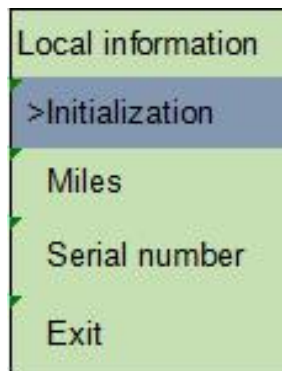 Local information
>Initialization
Miles
Serial number
Exit